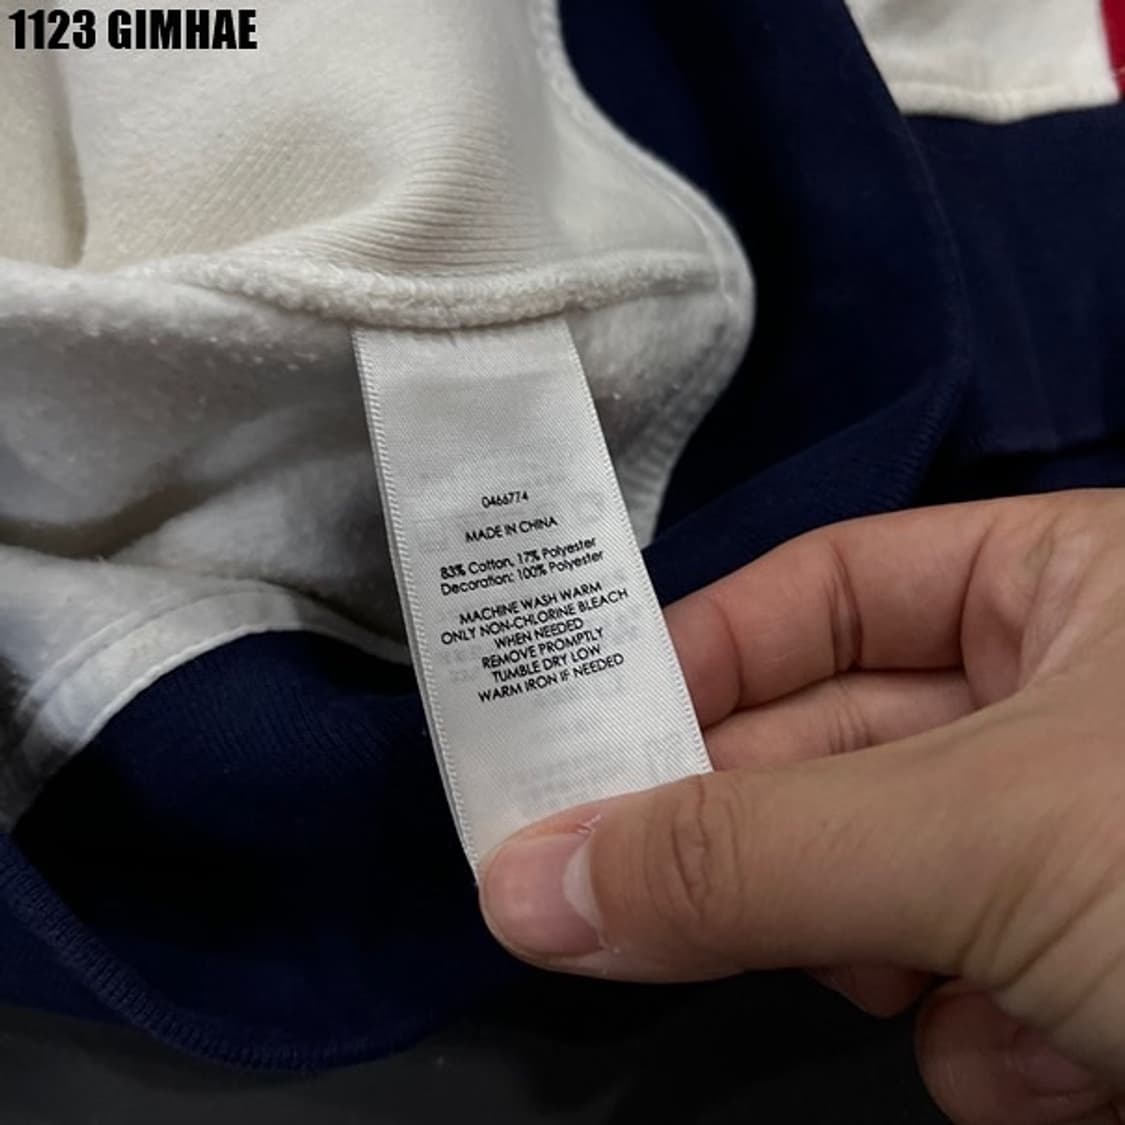 1123 GIMHAE
0466774
MADE IN CHINA
83% Cotton, 17% Polyester
Decoration: 100% Polyester
MACHINE WASH WARM
ONLY NON-CHLORINE BLEACH
WHEN NEEDED
REMOVE PROMPTLY
TUMBLE DRY LOW
WARM IRON IF NEEDED